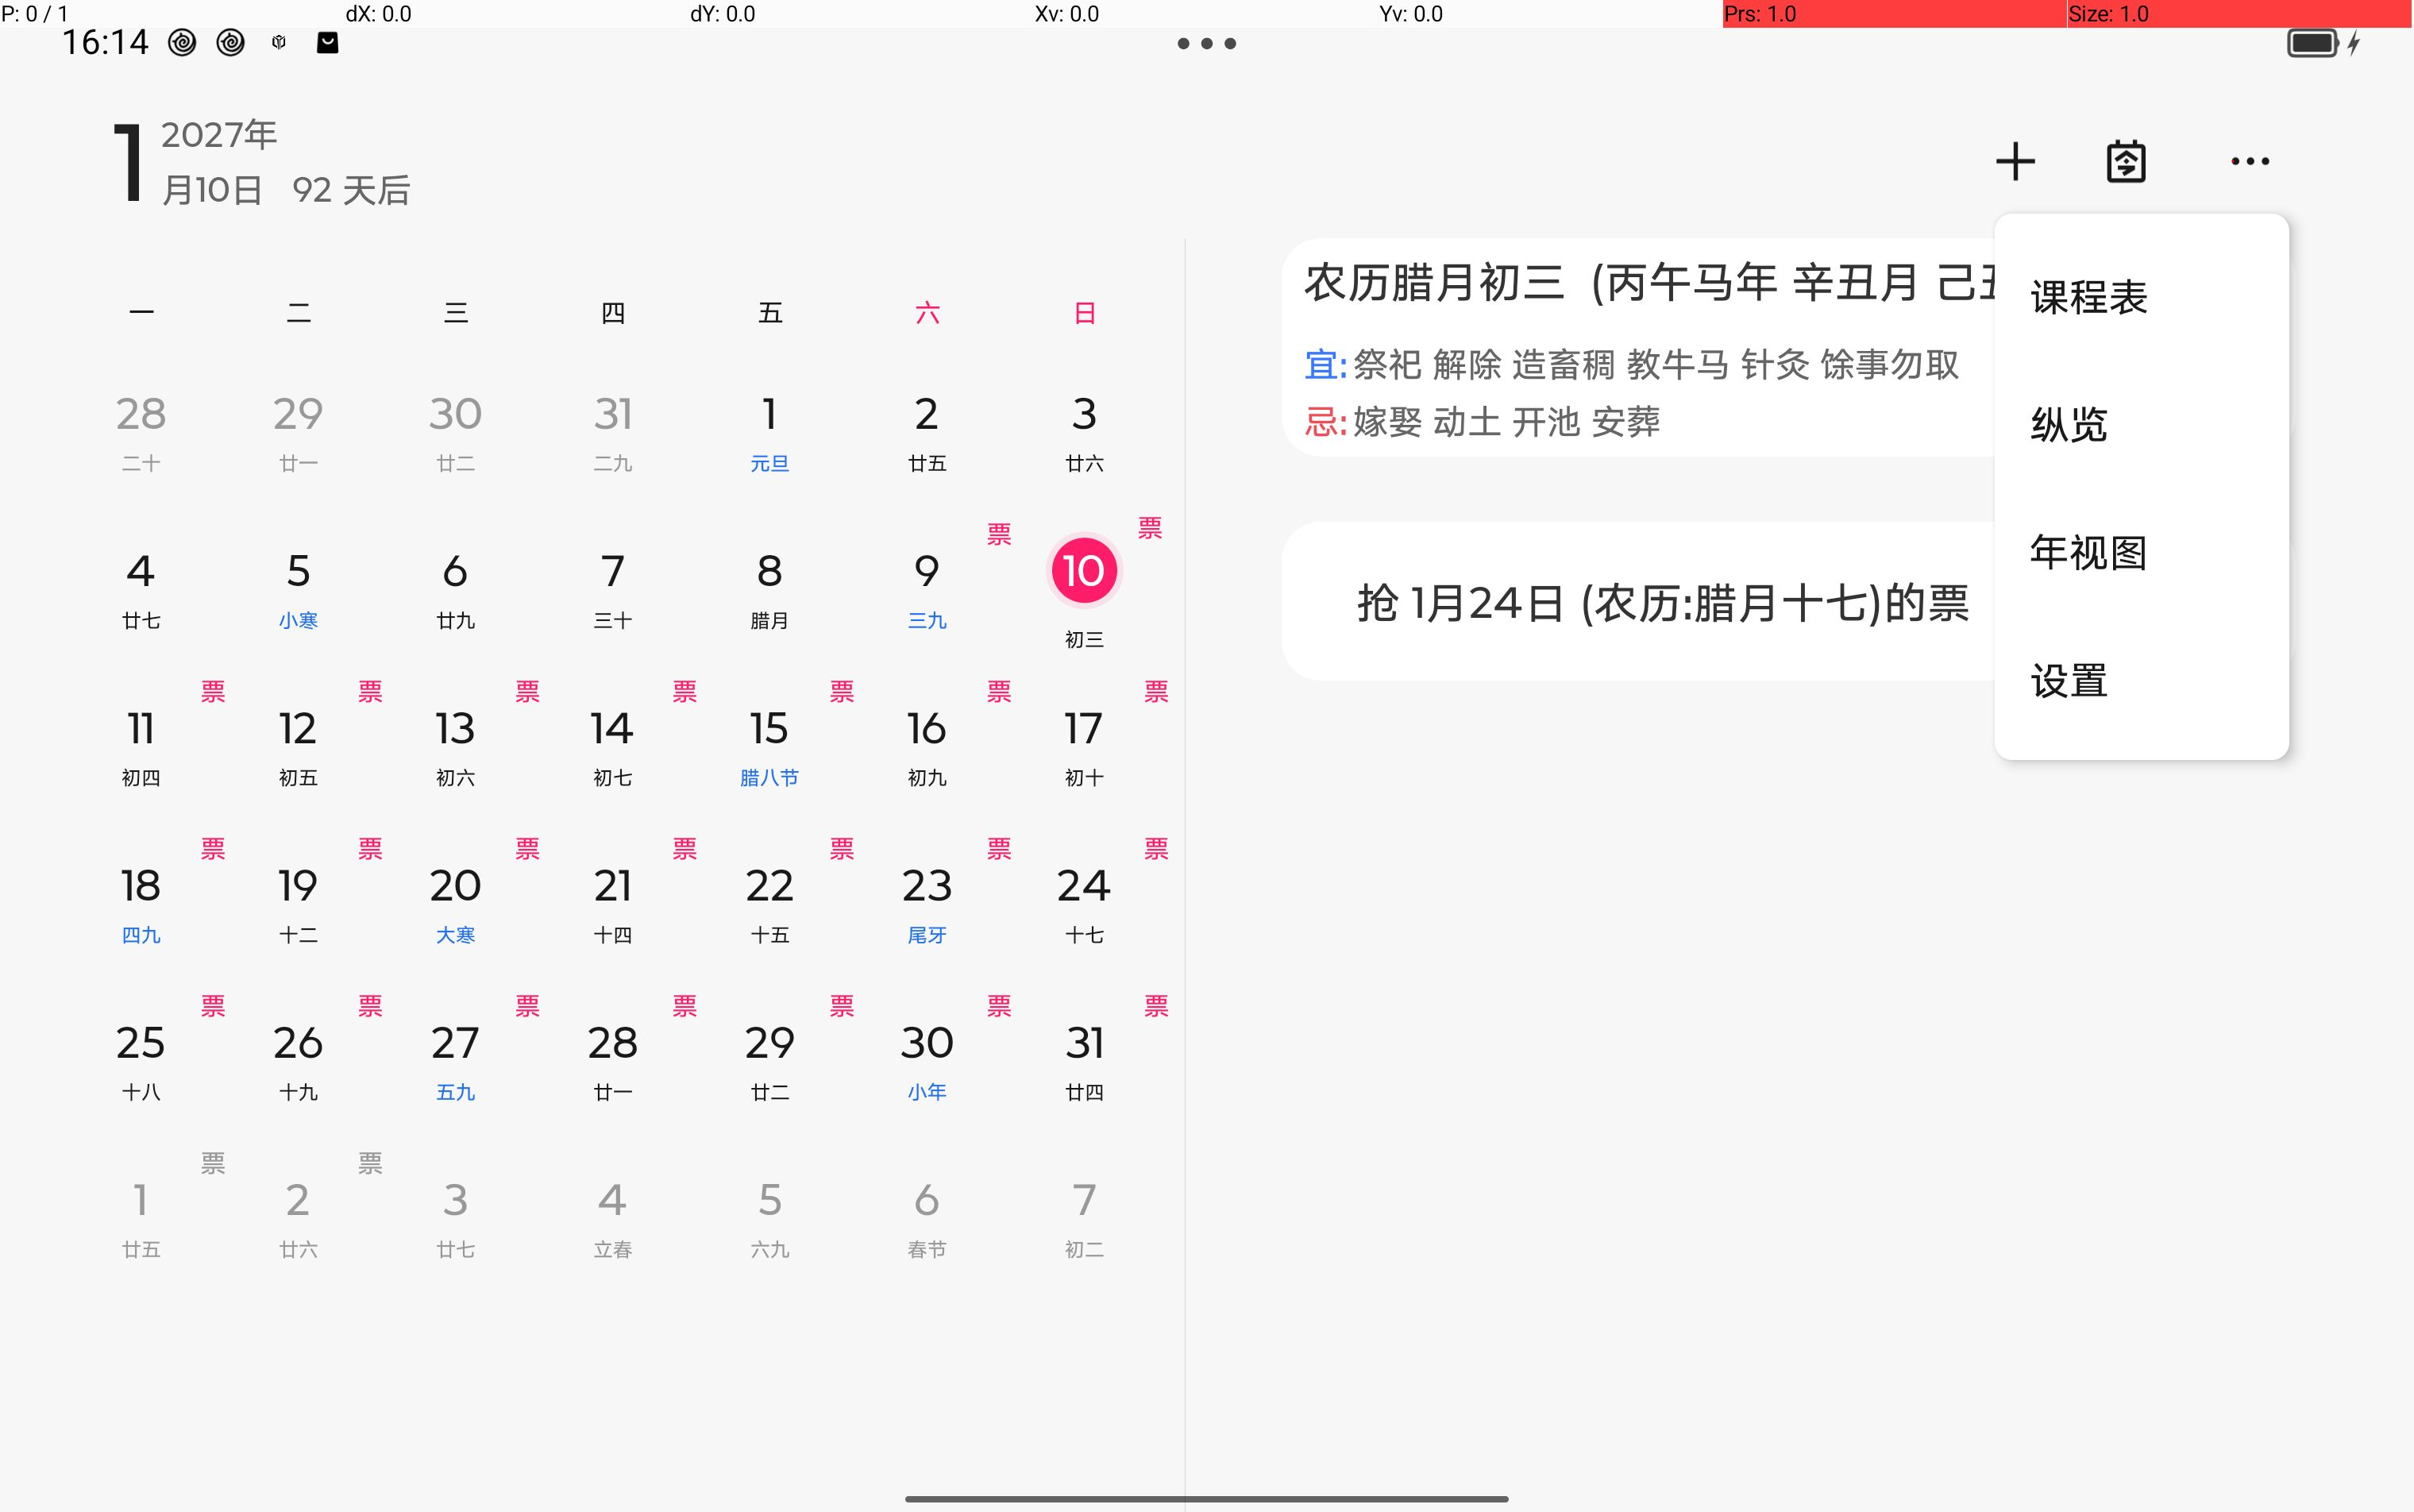 P: 0 / 1 dX: 0.0 dY: 0.0 Xv: 0.0 Yv: 0.0 Prs: 1.0 Size: 1.0
16:14
1 2027年
月10日 92 天后
一 二 三 四 五 六 日
28 29 30 31 1 2 3
二十 廿一 廿二 二九 元旦 廿五 廿六
票 票
4 5 6 7 8 9 10
廿七 小寒 廿九 三十 腊月 三九 初三
票 票 票 票 票 票 票
11 12 13 14 15 16 17
初四 初五 初六 初七 腊八节 初九 初十
票 票 票 票 票 票 票
18 19 20 21 22 23 24
四九 十二 大寒 十四 十五 尾牙 十七
票 票 票 票 票 票 票
25 26 27 28 29 30 31
十八 十九 五九 廿一 廿二 小年 廿四
票 票
1 2 3 4 5 6 7
廿五 廿六 廿七 立春 六九 春节 初二
今
农历腊月初三 (丙午马年 辛丑月 己丑
宜:祭祀 解除 造畜稠 教牛马 针灸 馀事勿取
忌:嫁娶 动土 开池 安葬
抢 1月24日 (农历:腊月十七)的票
课程表
纵览
年视图
设置